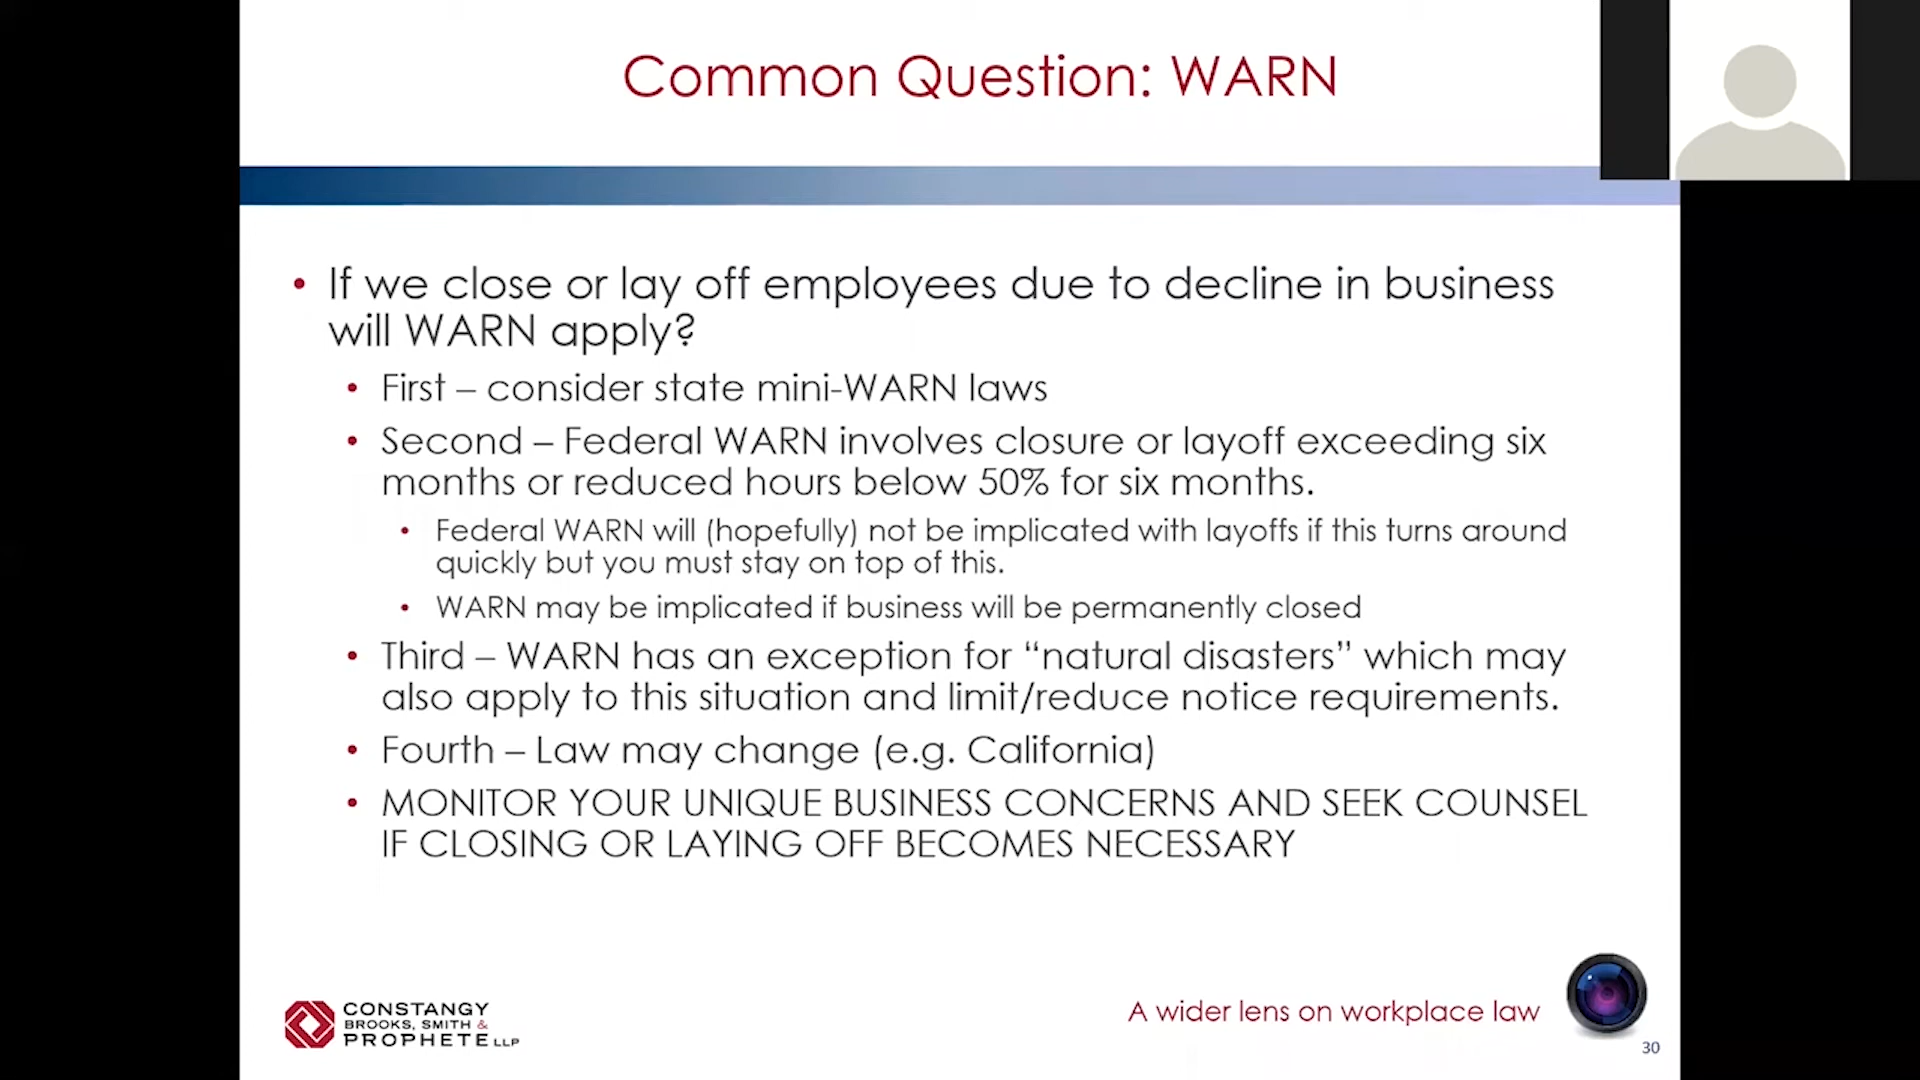 Common Question: WARN
• If we close or lay off employees due to decline in business
will WARN apply?
• First – consider state mini-WARN laws
• Second – Federal WARN involves closure or layoff exceeding six
months or reduced hours below 50% for six months.
• Federal WARN will (hopefully) not be implicated with layoffs if this turns around
quickly but you must stay on top of this.
• WARN may be implicated if business will be permanently closed
• Third – WARN has an exception for “natural disasters” which may
also apply to this situation and limit/reduce notice requirements.
• Fourth – Law may change (e.g. California)
• MONITOR YOUR UNIQUE BUSINESS CONCERNS AND SEEK COUNSEL
IF CLOSING OR LAYING OFF BECOMES NECESSARY
CONSTANGY
BROOKS, SMITH &
PROPHETE LLP
A wider lens on workplace law
30